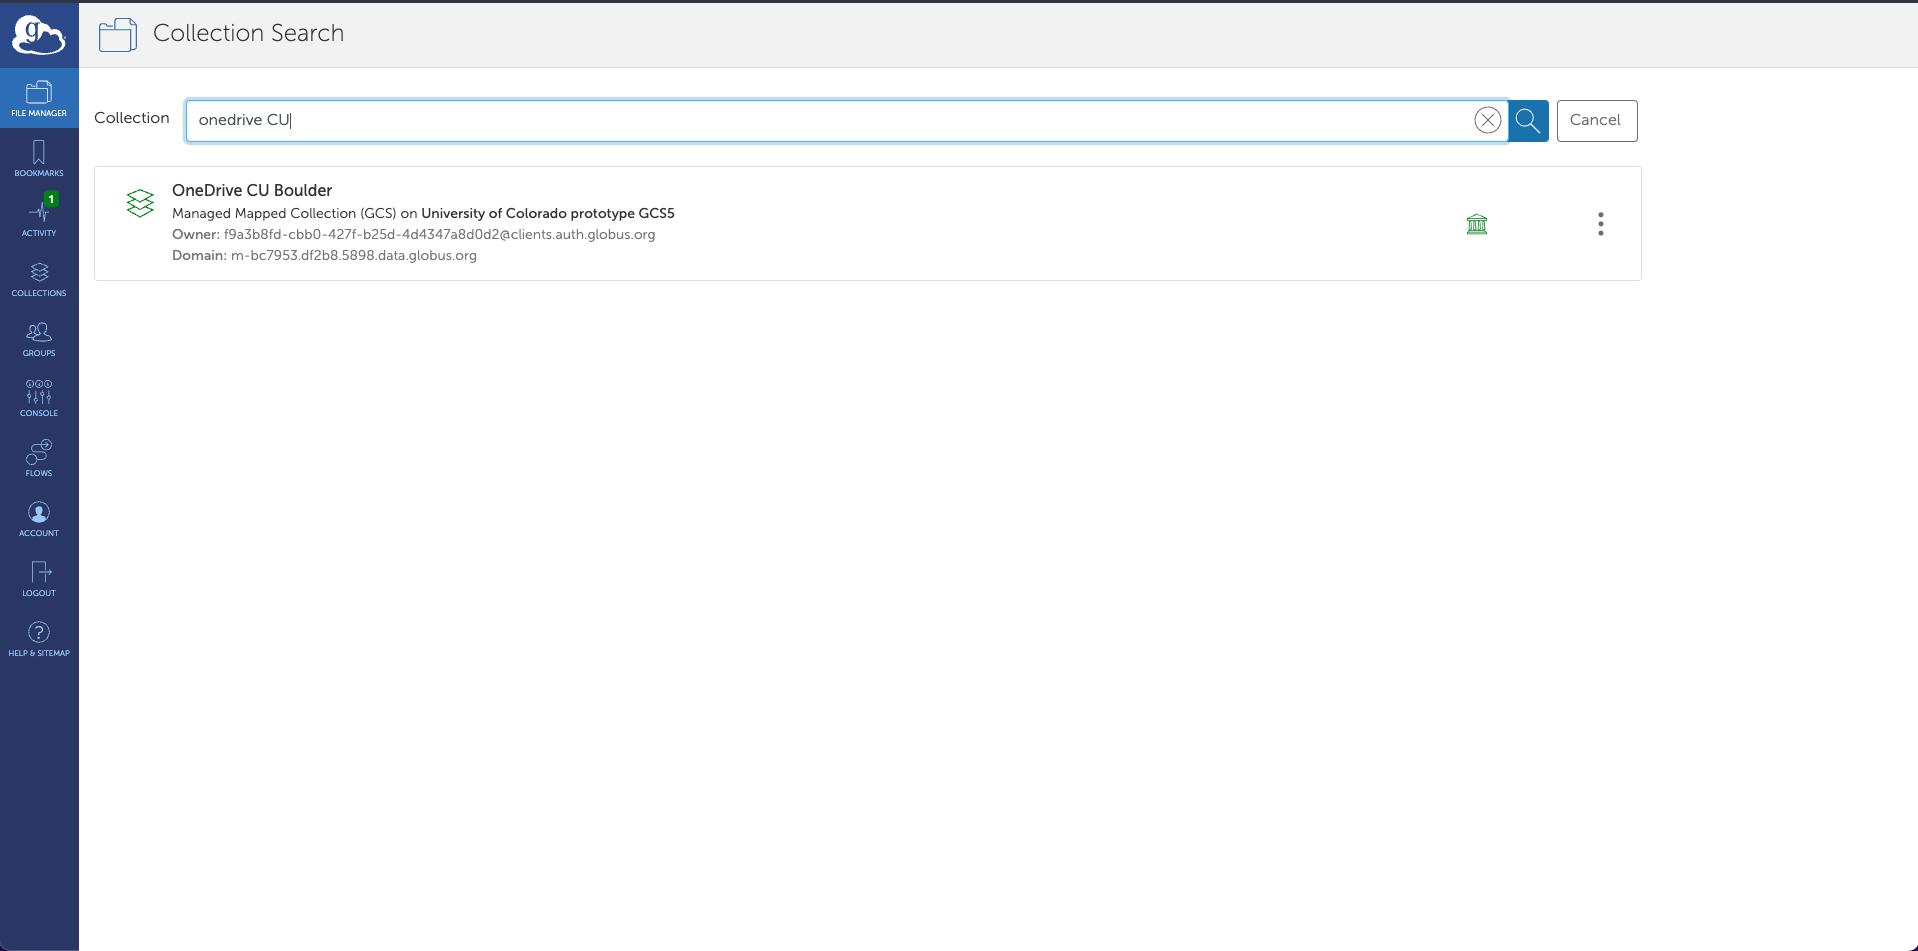 g
Collection Search
FILE MANAGER
BOOKMARKS
1
ACTIVITY
COLLECTIONS
GROUPS
CONSOLE
FLOWS
ACCOUNT
LOGOUT
?
HELP & SITEMAP
Collection
onedrive CU
Cancel
OneDrive CU Boulder
Managed Mapped Collection (GCS) on University of Colorado prototype GCS5
Owner: f9a3b8fd-cbb0-427f-b25d-4d4347a8d0d2@clients.auth.globus.org
Domain: m-bc7953.df2b8.5898.data.globus.org